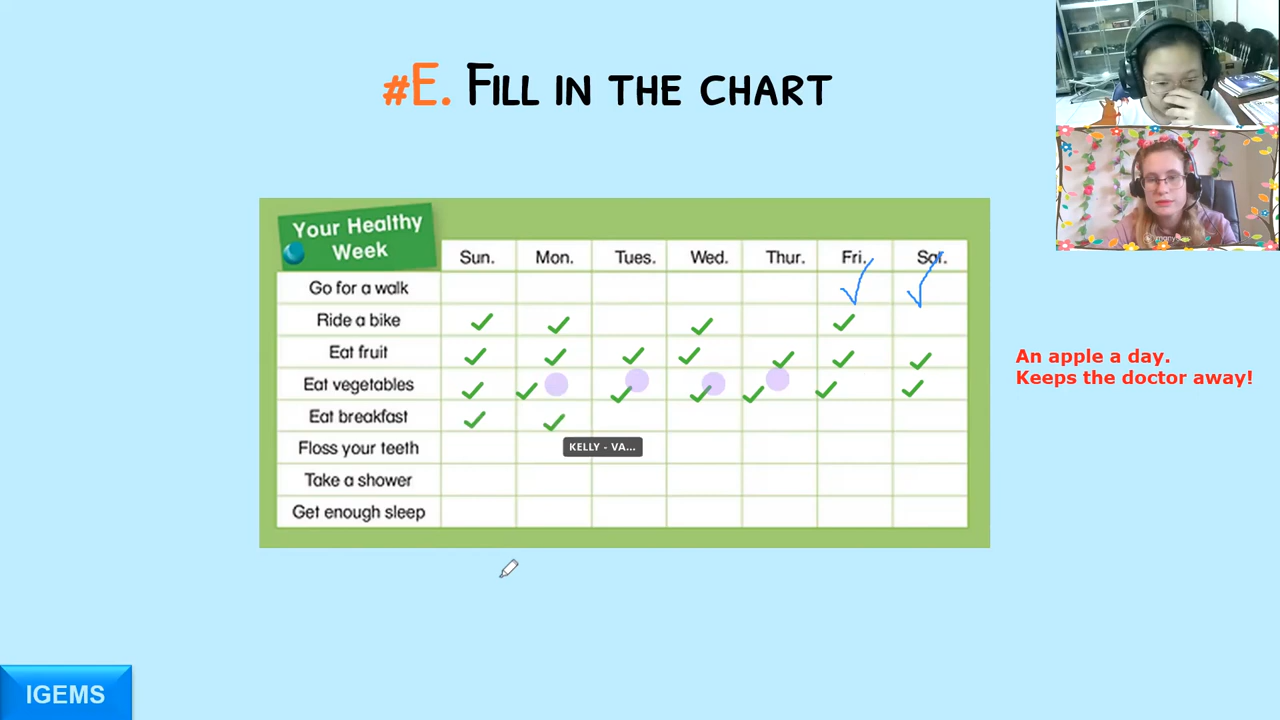 #E. Fill in the chart
Your Healthy
Week
Sun. Mon. Tues. Wed. Thur. Fri. Sat.
Go for a walk
Ride a bike
Eat fruit
Eat vegetables
Eat breakfast
Floss your teeth
Take a shower
Get enough sleep
KELLY - VA...
An apple a day.
Keeps the doctor away!
IGEMS